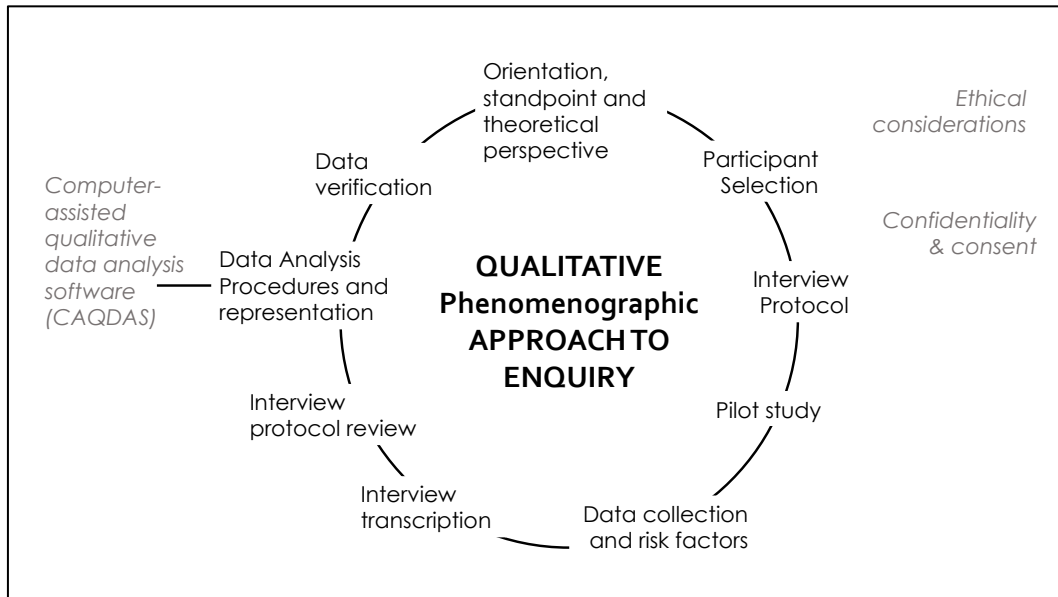 Orientation,
standpoint and
theoretical
perspective
Ethical
considerations
Participant
Selection
Confidentiality
& consent
Interview
Protocol
Pilot study
Data collection
and risk factors
Interview
transcription
Interview
protocol review
Data Analysis
Procedures and
representation
Computer-
assisted
qualitative
data analysis
software
(CAQDAS)
Data
verification
QUALITATIVE
Phenomenographic
APPROACH TO
ENQUIRY